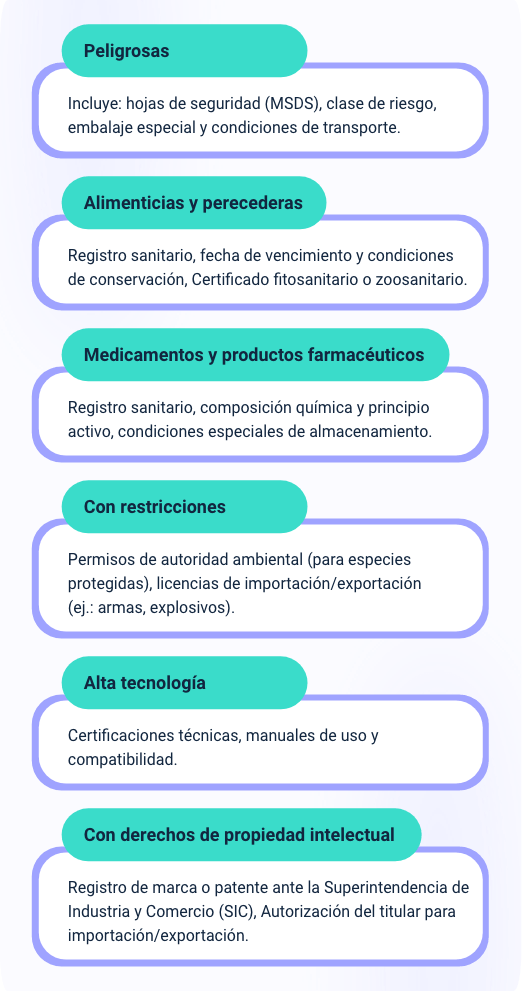 Peligrosas
Incluye: hojas de seguridad (MSDS), clase de riesgo,
embalaje especial y condiciones de transporte.
Alimenticias y perecederas
Registro sanitario, fecha de vencimiento y condiciones
de conservación, Certificado fitosanitario o zoosanitario.
Medicamentos y productos farmacéuticos
Registro sanitario, composición química y principio
activo, condiciones especiales de almacenamiento.
Con restricciones
Permisos de autoridad ambiental (para especies
protegidas), licencias de importación/exportación
(ej.: armas, explosivos).
Alta tecnología
Certificaciones técnicas, manuales de uso y
compatibilidad.
Con derechos de propiedad intelectual
Registro de marca o patente ante la Superintendencia de
Industria y Comercio (SIC), Autorización del titular para
importación/exportación.